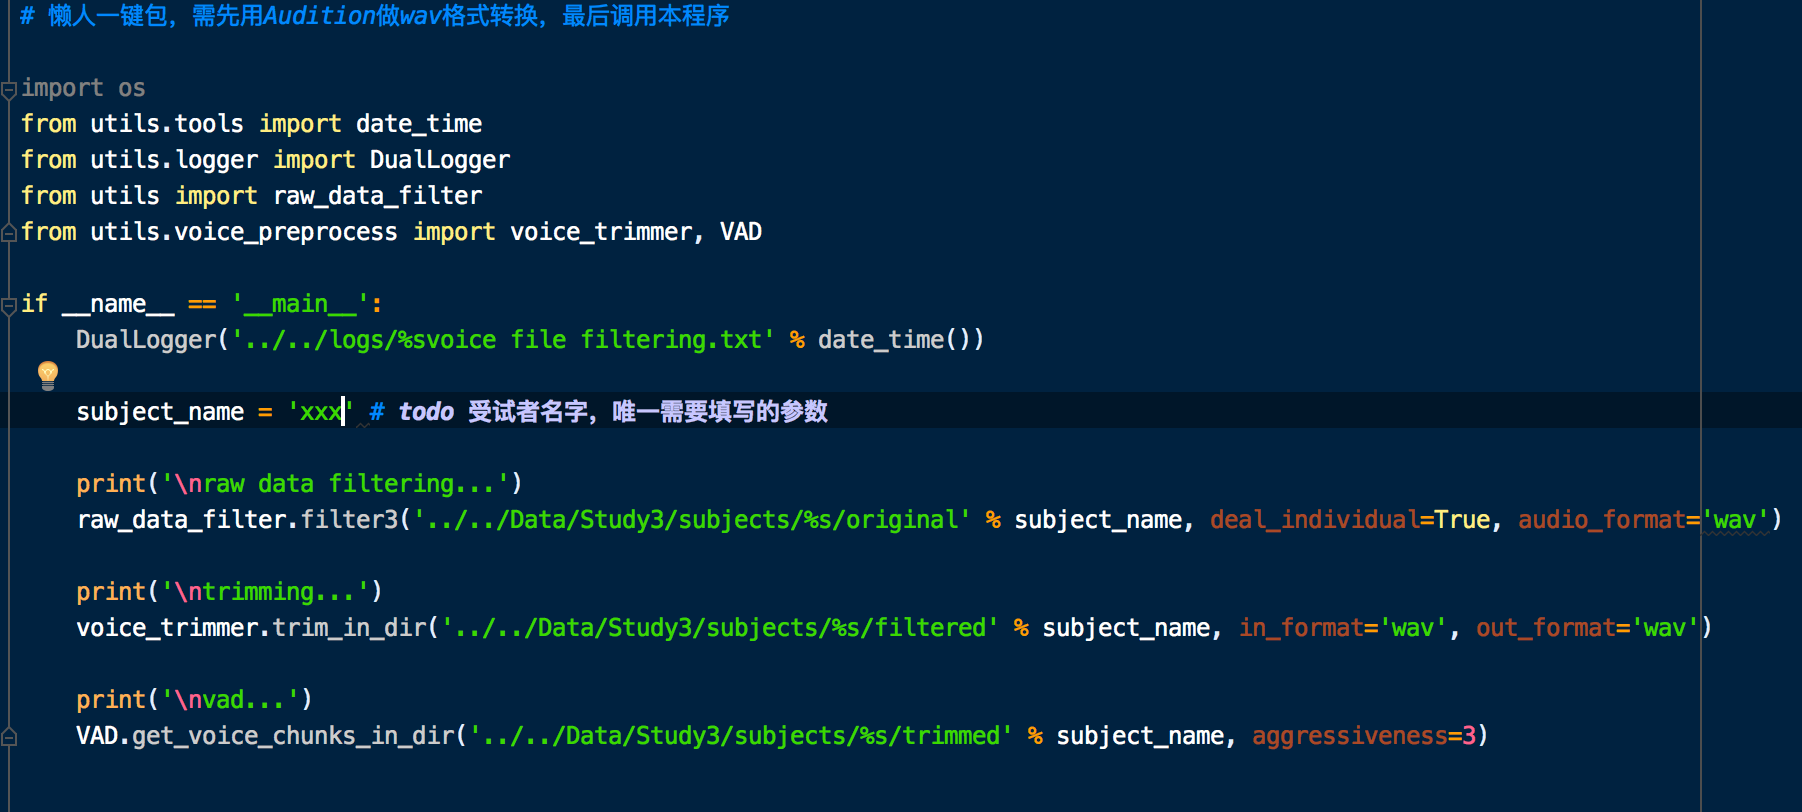 # 懒人一键包，需先用Audition做wav格式转换，最后调用本程序
import os
from utils.tools import date_time
from utils.logger import DualLogger
from utils import raw_data_filter
from utils.voice_preprocess import voice_trimmer, VAD
if __name__ == '__main__':
    DualLogger('../../logs/%svoice file filtering.txt' % date_time())
    subject_name = 'xxx' # todo 受试者名字，唯一需要填写的参数
    print('\nraw data filtering...')
    raw_data_filter.filter3('../../Data/Study3/subjects/%s/original' % subject_name, deal_individual=True, audio_format='wav')
    print('\ntrimming...')
    voice_trimmer.trim_in_dir('../../Data/Study3/subjects/%s/filtered' % subject_name, in_format='wav', out_format='wav')
    print('\nvad...')
    VAD.get_voice_chunks_in_dir('../../Data/Study3/subjects/%s/trimmed' % subject_name, aggressiveness=3)